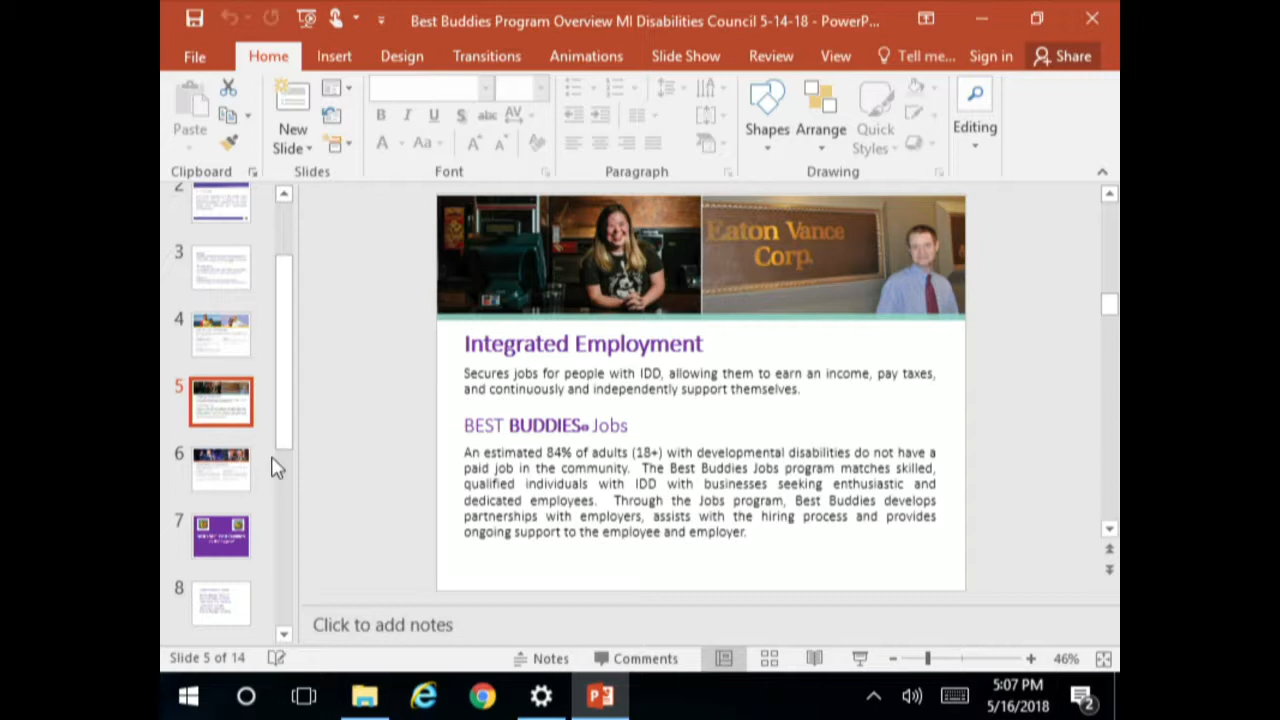 Best Buddies Program Overview MI Disabilities Council 5-14-18 - PowerP...
File Home Insert Design Transitions Animations Slide Show Review View Tell me... Sign in Share
Paste
New Slide
B I U S abc AV
A Aa A A
Shapes Arrange Quick Styles
Editing
Clipboard Slides Font Paragraph Drawing
2
3
4
5
6
7
8
Eaton Vance
Corp.
Integrated Employment
Secures jobs for people with IDD, allowing them to earn an income, pay taxes,
and continuously and independently support themselves.
BEST BUDDIES® Jobs
An estimated 84% of adults (18+) with developmental disabilities do not have a
paid job in the community. The Best Buddies Jobs program matches skilled,
qualified individuals with IDD with businesses seeking enthusiastic and
dedicated employees. Through the Jobs program, Best Buddies develops
partnerships with employers, assists with the hiring process and provides
ongoing support to the employee and employer.
Click to add notes
Slide 5 of 14 Notes Comments 46%
5:07 PM
5/16/2018
2